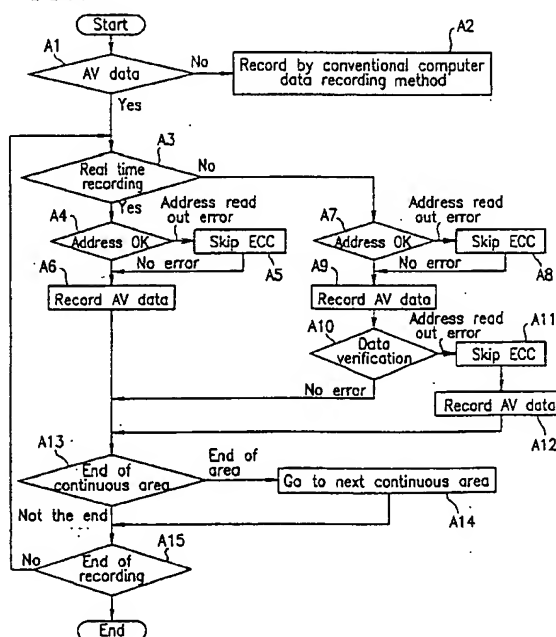 Start
A1
AV data
No
A2
Record by conventional computer
data recording method
Yes
A3
Real time
recording
No
Yes
A4
Address read
out error
Address OK
Skip ECC
A5
No error
A6
Record AV data
A7
Address read
out error
Address OK
Skip ECC
A8
No error
A9
Record AV data
A10
Data
verification
Address read
out error
A11
Skip ECC
No error
Record AV data
A12
A13
End of
continuous area
End of
area
Go to next continuous area
A14
Not the end
A15
No
End of
recording
End